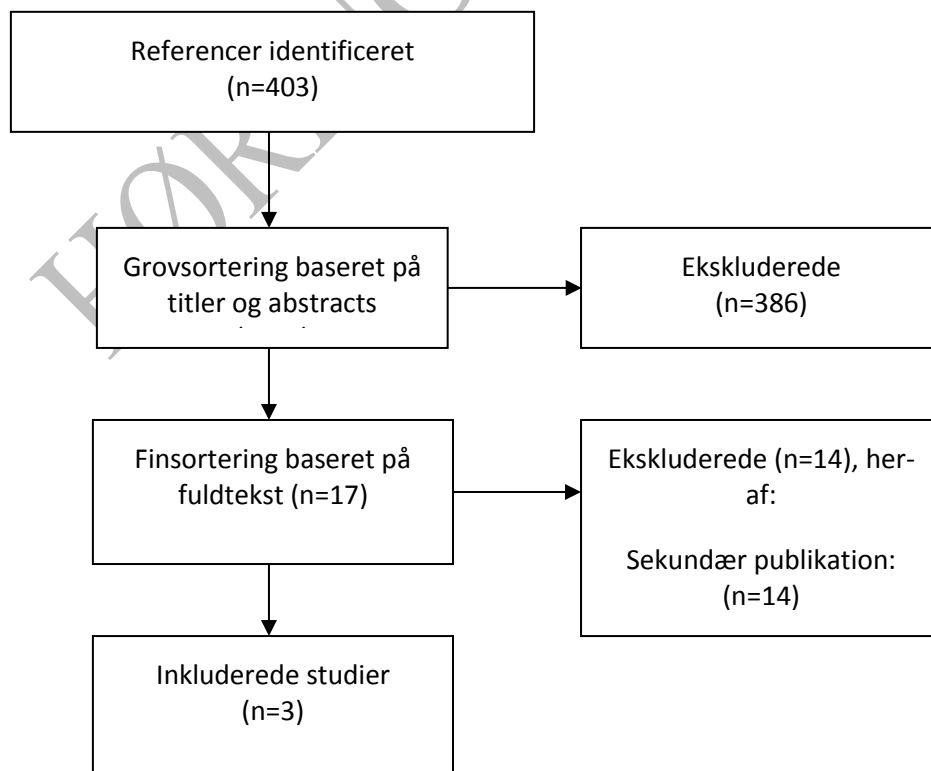 Referencer identificeret
(n=403)
Grovsortering baseret på
titler og abstracts
Ekskluderede
(n=386)
Finsortering baseret på
fuldtekst (n=17)
Ekskluderede (n=14), her-
af:
Sekundær publikation:
(n=14)
Inkluderede studier
(n=3)